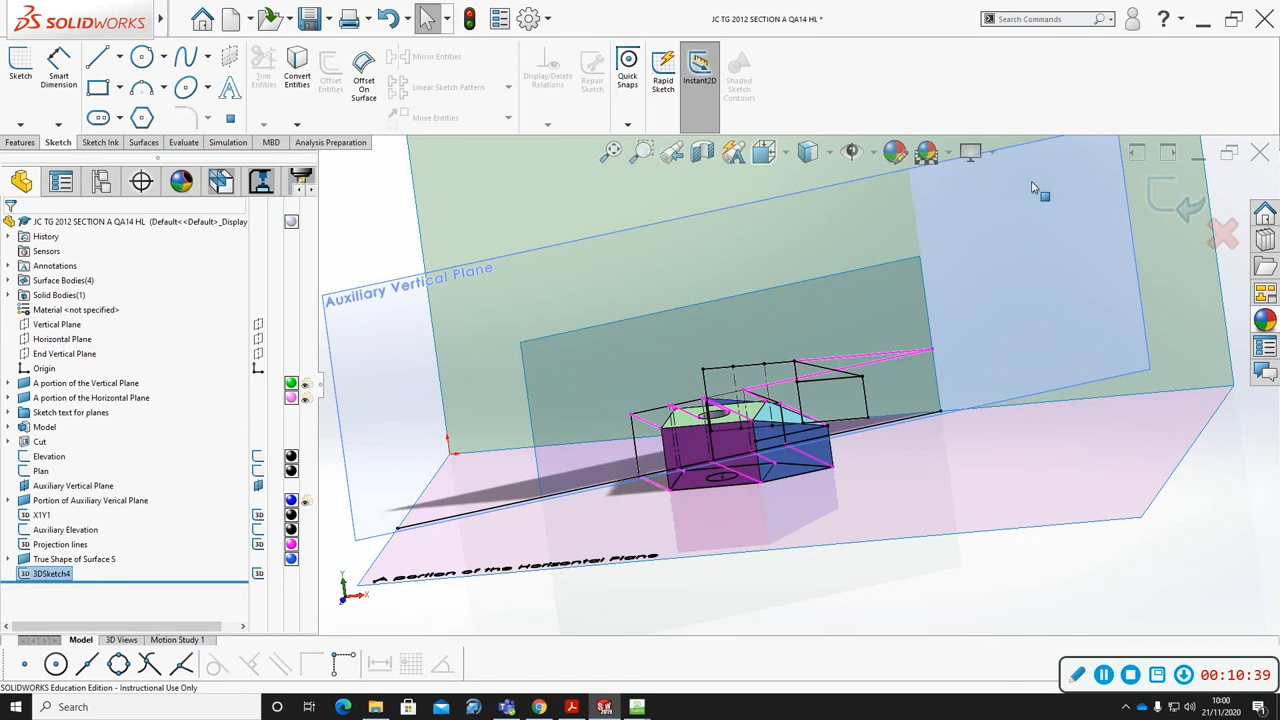 SOLIDWORKS
JC TG 2012 SECTION A QA14 HL *
Search Commands
?
Sketch
Smart Dimension
Trim Entities
Convert Entities
Offset Entities
Offset On Surface
Mirror Entities
Linear Sketch Pattern
Move Entities
Display/Delete Relations
Repair Sketch
Quick Snaps
Rapid Sketch
Instant2D
Shaded Sketch Contours
Features
Sketch
Sketch Ink
Surfaces
Evaluate
Simulation
MBD
Analysis Preparation
JC TG 2012 SECTION A QA14 HL (Default<<Default>_Display
History
Sensors
Annotations
Surface Bodies(4)
Solid Bodies(1)
Material <not specified>
Vertical Plane
Horizontal Plane
End Vertical Plane
Origin
A portion of the Vertical Plane
A portion of the Horizontal Plane
Sketch text for planes
Model
Cut
Elevation
Plan
Auxiliary Vertical Plane
Portion of Auxiliary Verical Plane
3D X1Y1
Auxiliary Elevation
3D Projection lines
True Shape of Surface S
3D 3DSketch4
Auxiliary Vertical Plane
A portion of the Horizontal Plane
Y
X
Z
Model
3D Views
Motion Study 1
00:10:39
SOLIDWORKS Education Edition - Instructional Use Only
Search
10:00
21/11/2020